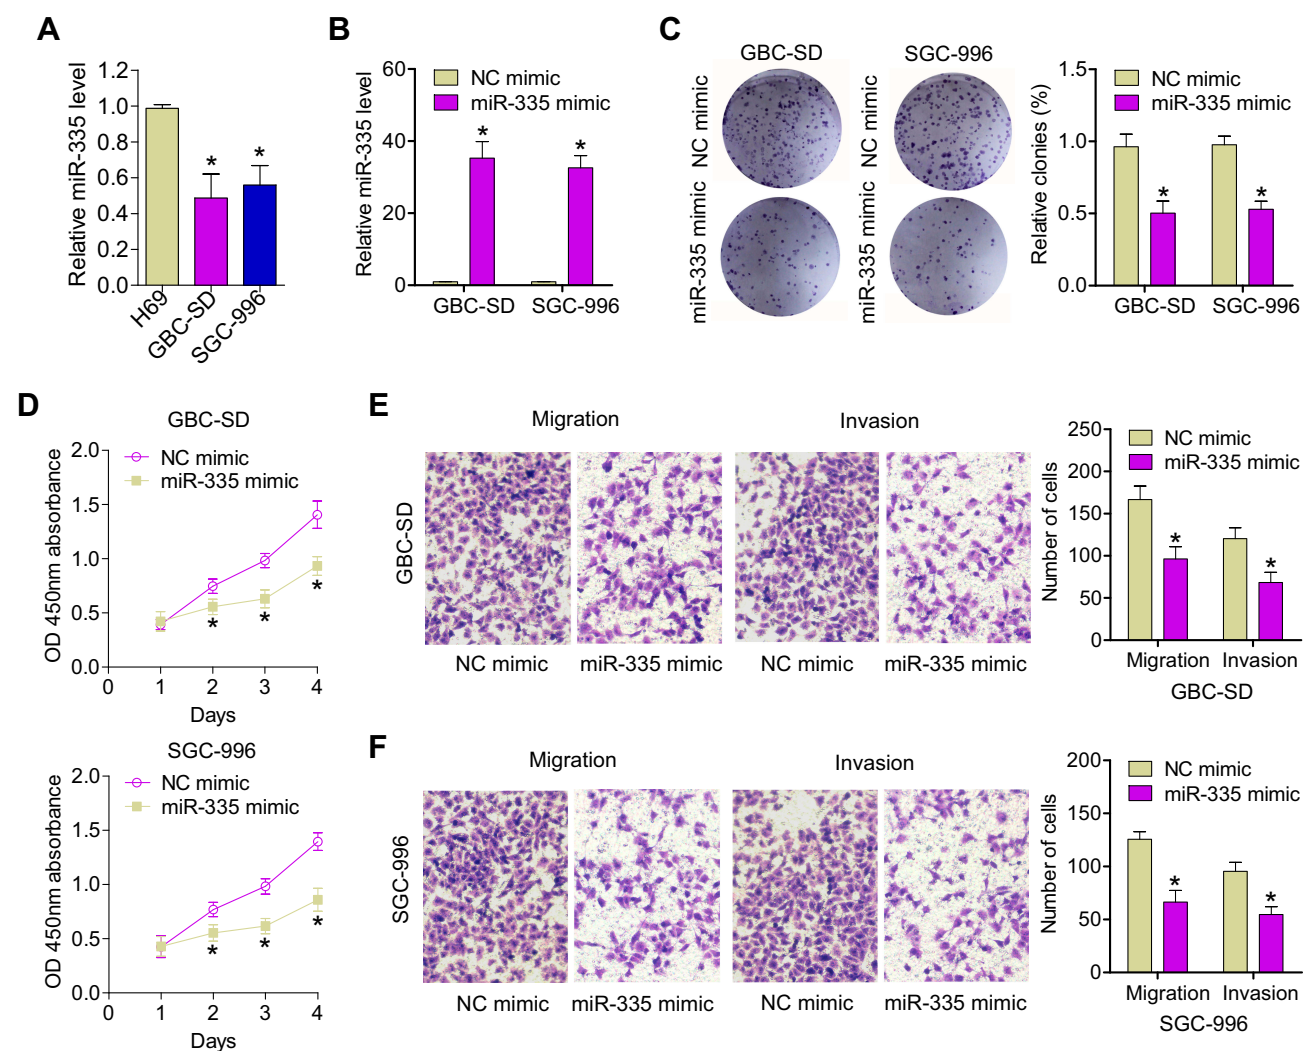 A
Relative miR-335 level
1.2
1.0
0.8
0.6
0.4
0.2
0.0
*
*
H69
GBC-SD
SGC-996
B
Relative miR-335 level
60
40
20
0
NC mimic
miR-335 mimic
*
*
GBC-SD
SGC-996
C
GBC-SD
SGC-996
NC mimic
NC mimic
miR-335 mimic
miR-335 mimic
Relative clonies (%)
1.5
1.0
0.5
0.0
NC mimic
miR-335 mimic
*
*
GBC-SD
SGC-996
D
GBC-SD
OD 450nm absorbance
2.0
1.5
1.0
0.5
0.0
NC mimic
miR-335 mimic
*
*
*
0 1 2 3 4
Days
SGC-996
OD 450nm absorbance
2.0
1.5
1.0
0.5
0.0
NC mimic
miR-335 mimic
*
*
*
0 1 2 3 4
Days
E
Migration
Invasion
GBC-SD
NC mimic
miR-335 mimic
NC mimic
miR-335 mimic
Number of cells
250
200
150
100
50
0
NC mimic
miR-335 mimic
*
*
Migration
Invasion
GBC-SD
F
Migration
Invasion
SGC-996
NC mimic
miR-335 mimic
NC mimic
miR-335 mimic
Number of cells
200
150
100
50
0
NC mimic
miR-335 mimic
*
*
Migration
Invasion
SGC-996